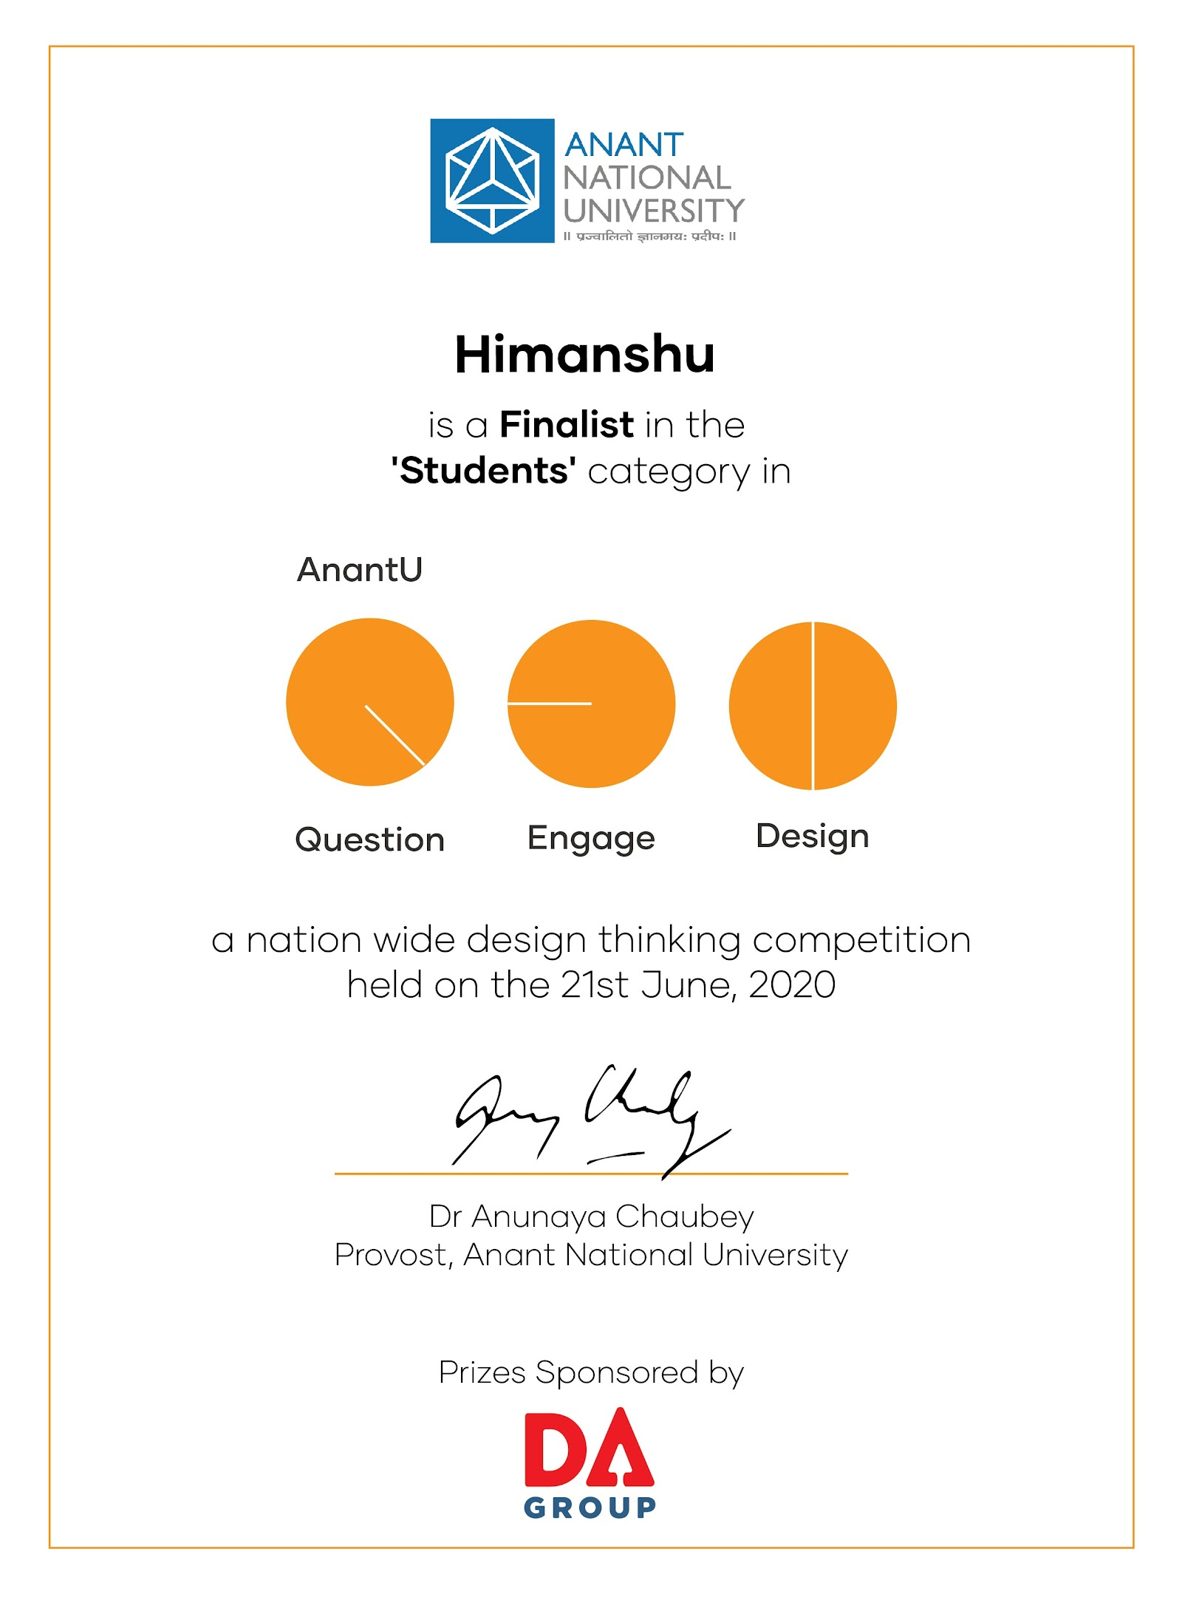 ANANT
NATIONAL
UNIVERSITY
॥ प्रज्वालितो ज्ञानमयः प्रदीपः ॥
Himanshu
is a Finalist in the
'Students' category in
AnantU
Question Engage Design
a nation wide design thinking competition
held on the 21st June, 2020
Dr Anunaya Chaubey
Provost, Anant National University
Prizes Sponsored by
DA
GROUP